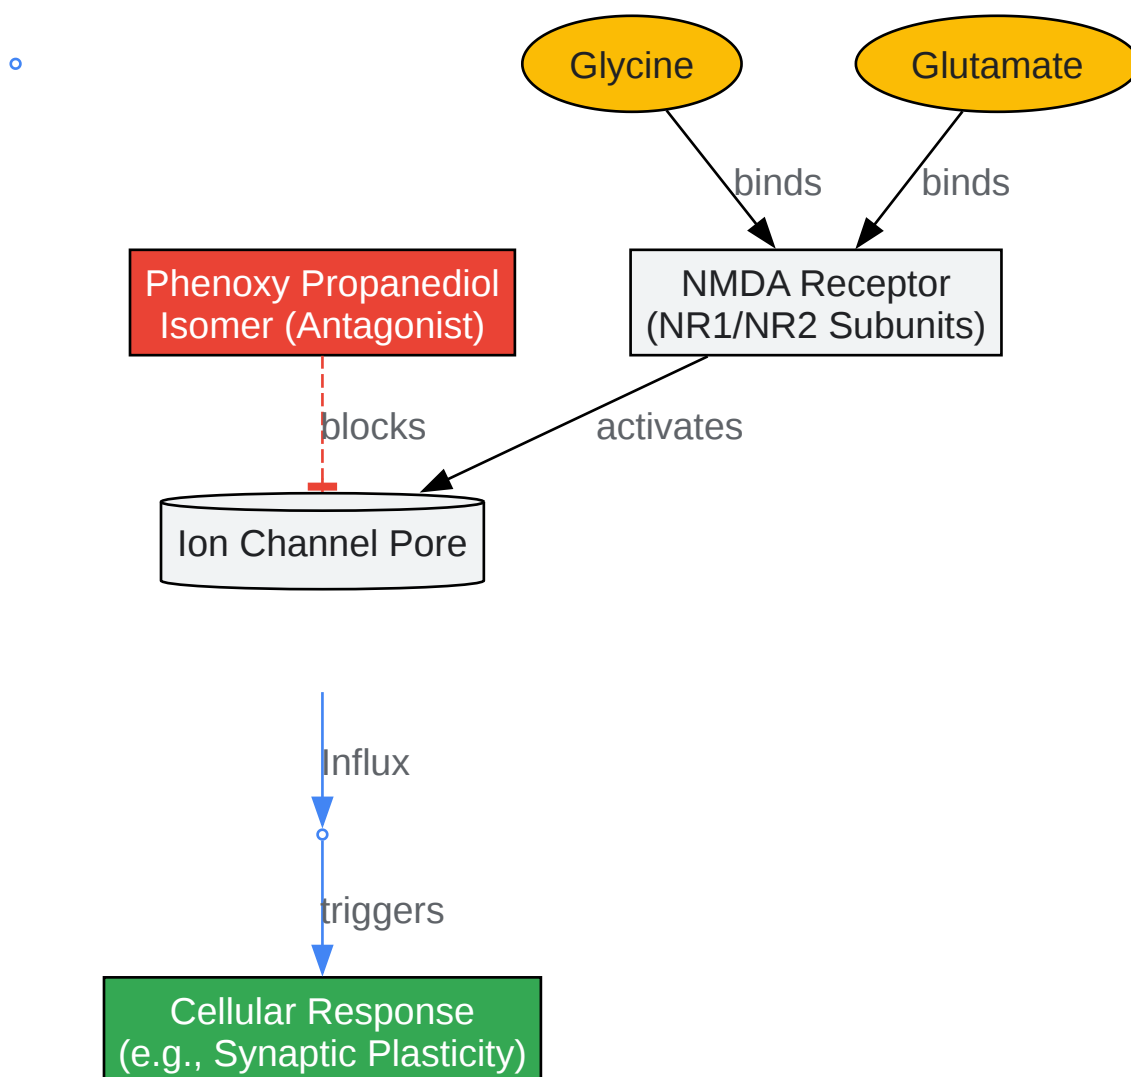 Glycine
Glutamate
binds
binds
Phenoxy Propanediol
Isomer (Antagonist)
NMDA Receptor
(NR1/NR2 Subunits)
blocks
activates
Ion Channel Pore
Influx
triggers
Cellular Response
(e.g., Synaptic Plasticity)